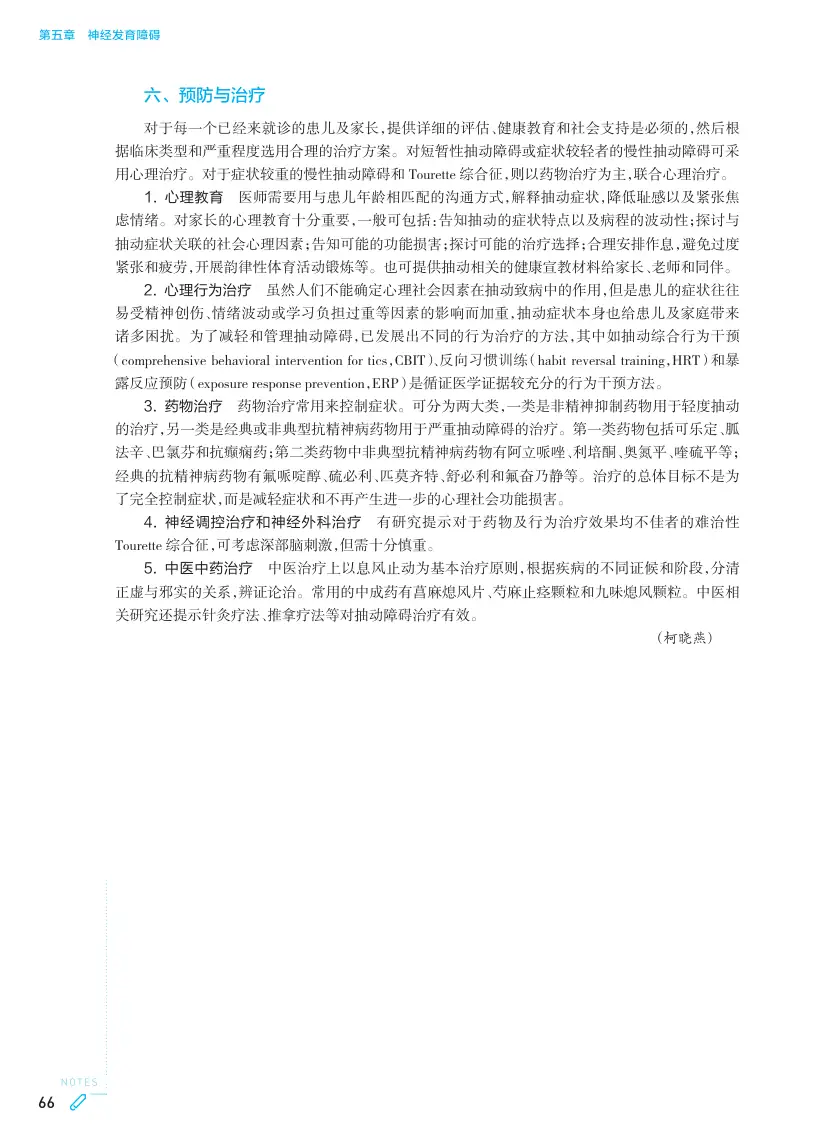 第五章 神经发育障碍
六、预防与治疗
对于每一个已经来就诊的患儿及家长，提供详细的评估、健康教育和社会支持是必须的，然后根
据临床类型和严重程度选用合理的治疗方案。对短暂性抽动障碍或症状较轻者的慢性抽动障碍可采
用心理治疗。对于症状较重的慢性抽动障碍和 Tourette 综合征，则以药物治疗为主，联合心理治疗。
1. 心理教育 医师需要用与患儿年龄相匹配的沟通方式，解释抽动症状，降低耻感以及紧张焦
虑情绪。对家长的心理教育十分重要，一般可包括：告知抽动的症状特点以及病程的波动性；探讨与
抽动症状关联的社会心理因素；告知可能的功能损害；探讨可能的治疗选择；合理安排作息，避免过度
紧张和疲劳，开展韵律性体育活动锻炼等。也可提供抽动相关的健康宣教材料给家长、老师和同伴。
2. 心理行为治疗 虽然人们不能确定心理社会因素在抽动致病中的作用，但是患儿的症状往往
易受精神创伤、情绪波动或学习负担过重等因素的影响而加重，抽动症状本身也给患儿及家庭带来
诸多困扰。为了减轻和管理抽动障碍，已发展出不同的行为治疗的方法，其中如抽动综合行为干预
（comprehensive behavioral intervention for tics，CBIT）、反向习惯训练（habit reversal training，HRT）和暴
露反应预防（exposure response prevention，ERP）是循证医学证据较充分的行为干预方法。
3. 药物治疗 药物治疗常用来控制症状。可分为两大类，一类是非精神抑制药物用于轻度抽动
的治疗，另一类是经典或非典型抗精神病药物用于严重抽动障碍的治疗。第一类药物包括可乐定、胍
法辛、巴氯芬和抗癫痫药；第二类药物中非典型抗精神病药物有阿立哌唑、利培酮、奥氮平、喹硫平等；
经典的抗精神病药物有氟哌啶醇、硫必利、匹莫齐特、舒必利和氟奋乃静等。治疗的总体目标不是为
了完全控制症状，而是减轻症状和不再产生进一步的心理社会功能损害。
4. 神经调控治疗和神经外科治疗 有研究提示对于药物及行为治疗效果均不佳者的难治性
Tourette 综合征，可考虑深部脑刺激，但需十分慎重。
5. 中医中药治疗 中医治疗上以息风止动为基本治疗原则，根据疾病的不同证候和阶段，分清
正虚与邪实的关系，辨证论治。常用的中成药有菖麻熄风片、芍麻止痉颗粒和九味熄风颗粒。中医相
关研究还提示针灸疗法、推拿疗法等对抽动障碍治疗有效。
（柯晓燕）
NOTES
66